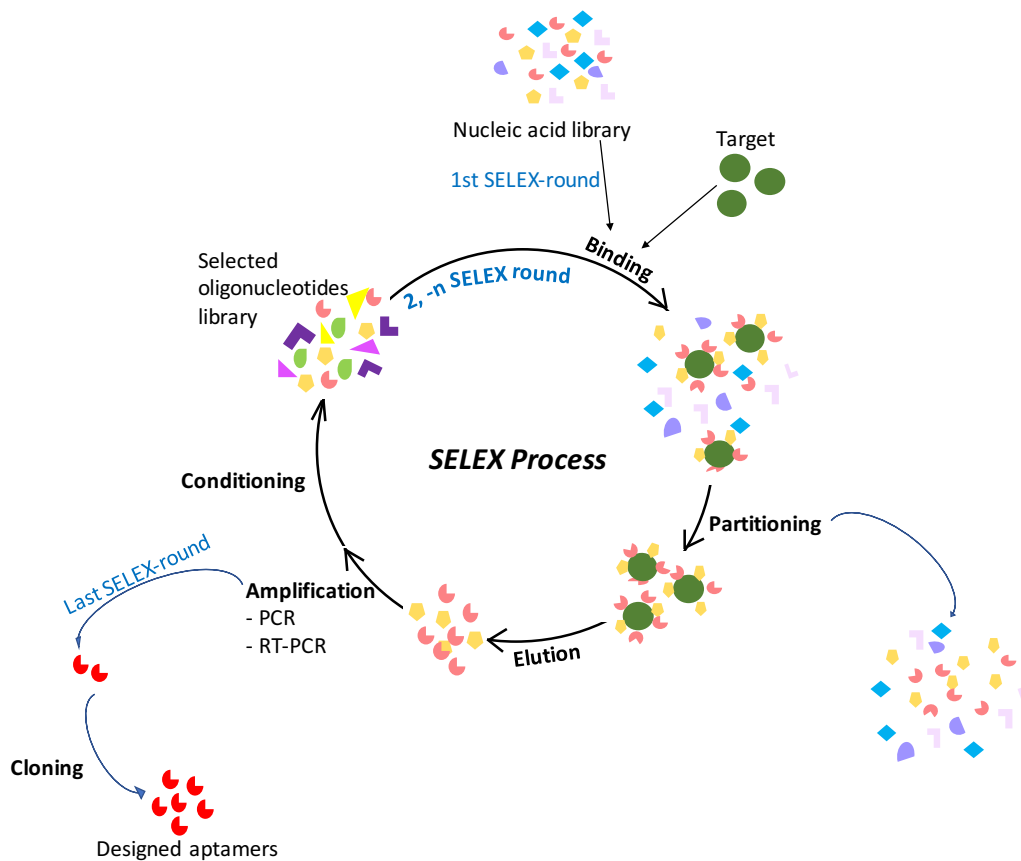 Nucleic acid library
Target
1st SELEX-round
Binding
Selected
oligonucleotides
library
2, -n SELEX round
SELEX Process
Conditioning
Partitioning
Last SELEX-round
Amplification
- PCR
- RT-PCR
Elution
Cloning
Designed aptamers